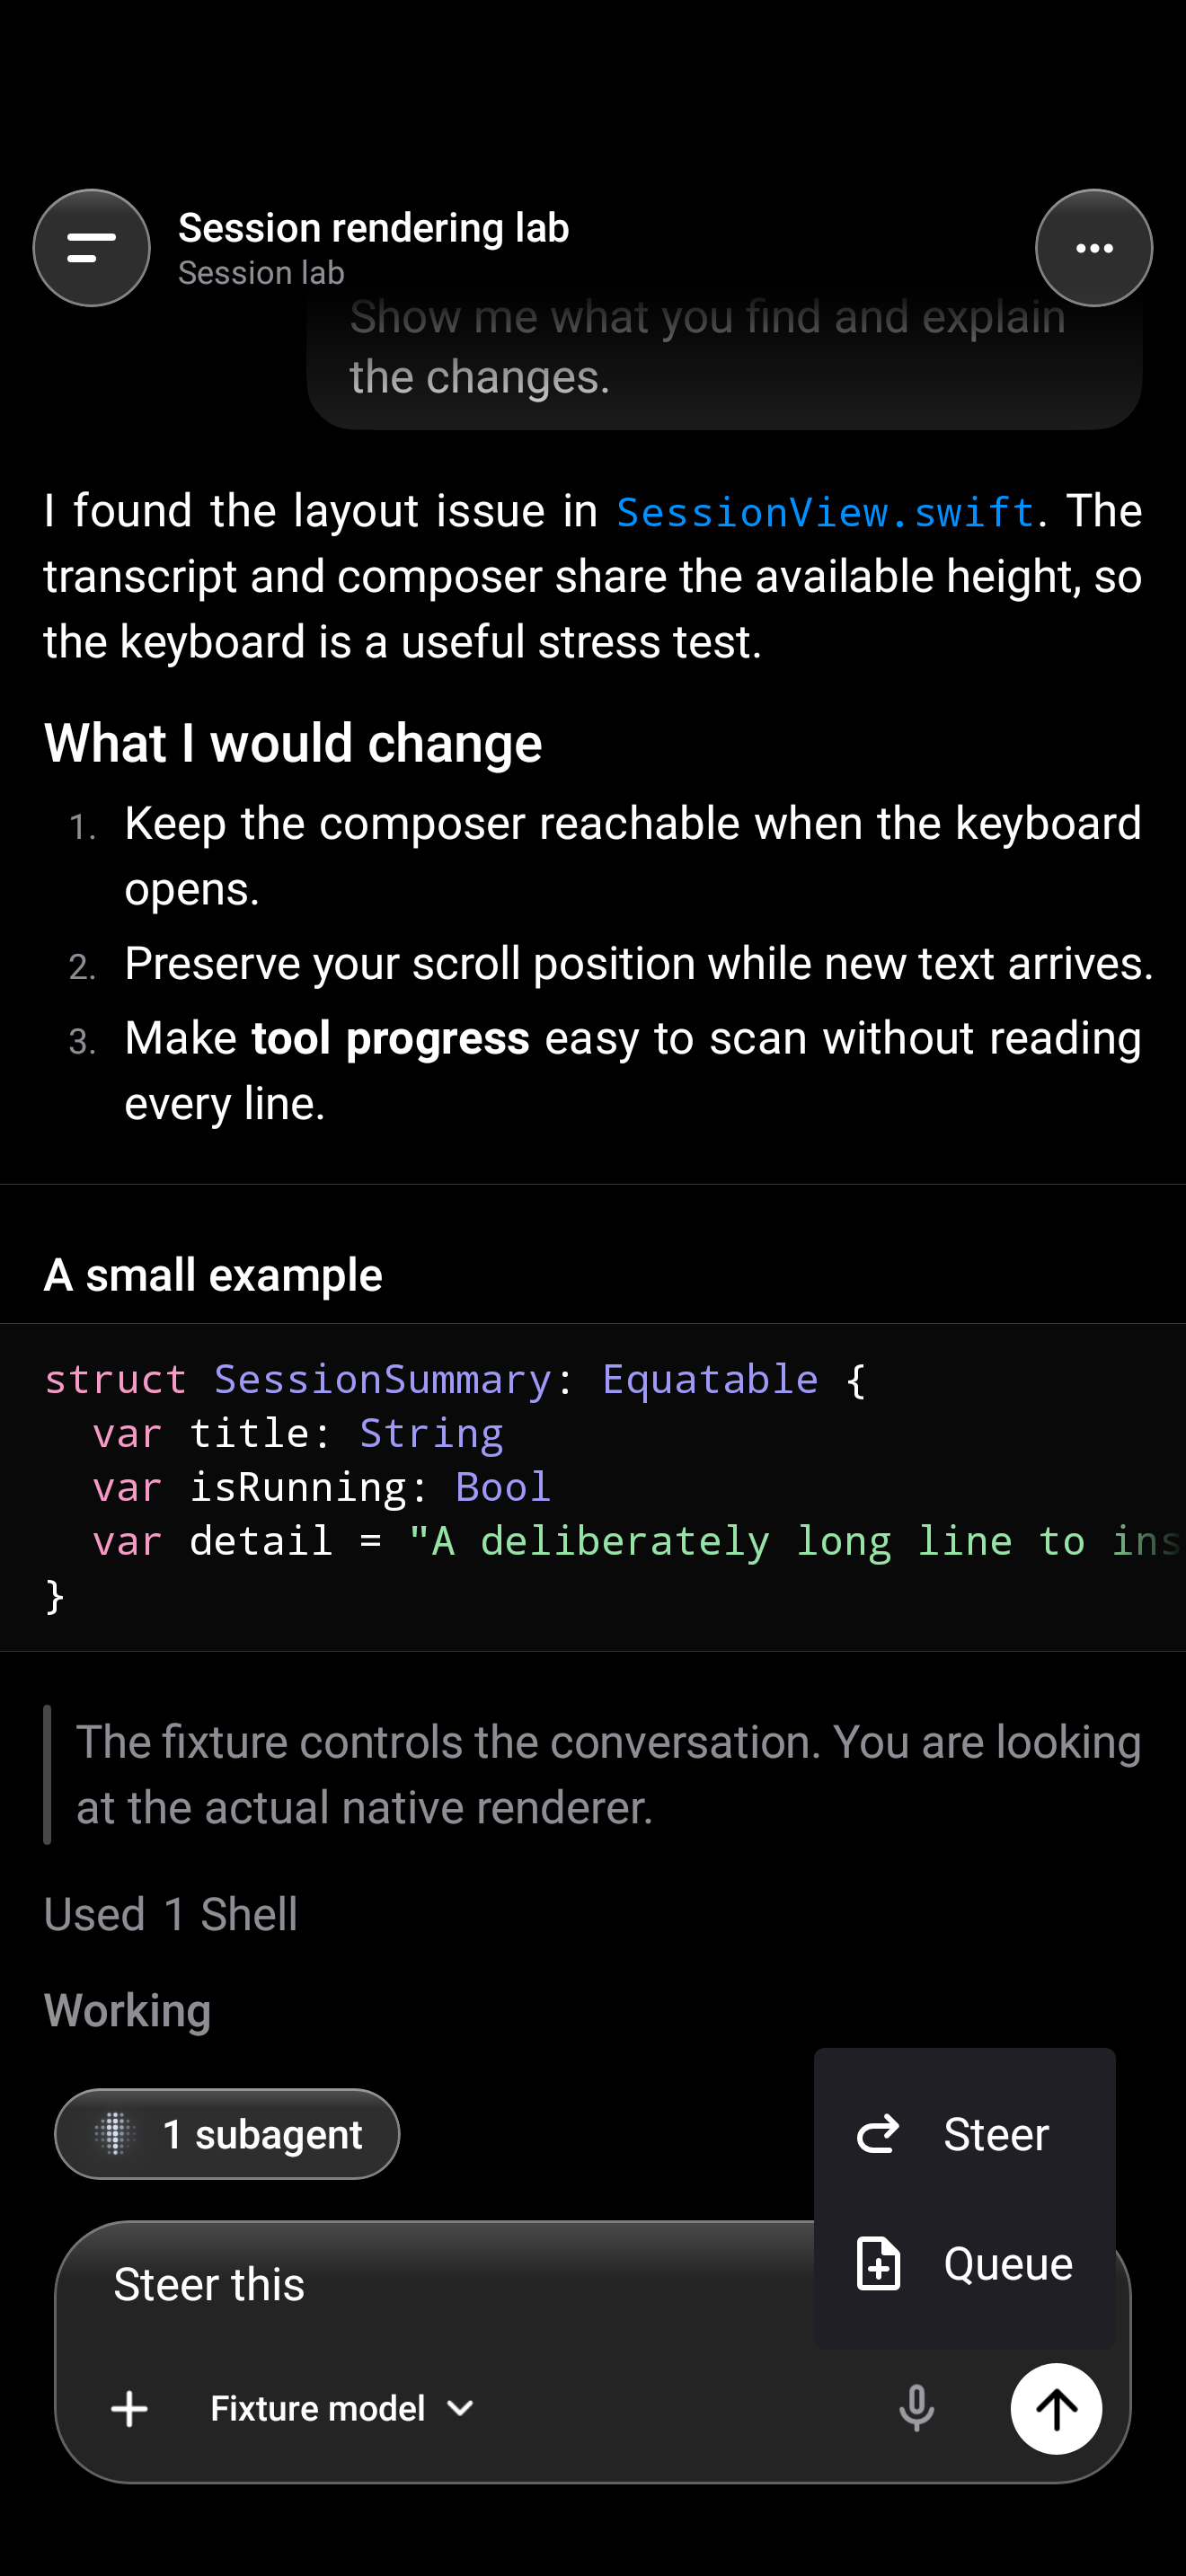 Session rendering lab
Session lab
Show me what you find and explain
the changes.
I found the layout issue in SessionView.swift. The
transcript and composer share the available height, so
the keyboard is a useful stress test.
What I would change
1. Keep the composer reachable when the keyboard
opens.
2. Preserve your scroll position while new text arrives.
3. Make tool progress easy to scan without reading
every line.
A small example
struct SessionSummary: Equatable {
  var title: String
  var isRunning: Bool
  var detail = "A deliberately long line to ins
}
The fixture controls the conversation. You are looking
at the actual native renderer.
Used 1 Shell
Working
1 subagent
Steer
Queue
Steer this
Fixture model